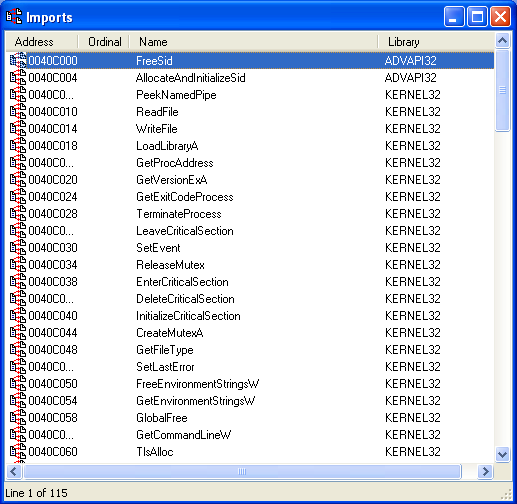 Imports
Address Ordinal Name Library
0040C000 FreeSid ADVAPI32
0040C004 AllocateAndInitializeSid ADVAPI32
0040C0... PeekNamedPipe KERNEL32
0040C010 ReadFile KERNEL32
0040C014 WriteFile KERNEL32
0040C018 LoadLibraryA KERNEL32
0040C0... GetProcAddress KERNEL32
0040C020 GetVersionExA KERNEL32
0040C024 GetExitCodeProcess KERNEL32
0040C028 TerminateProcess KERNEL32
0040C0... LeaveCriticalSection KERNEL32
0040C030 SetEvent KERNEL32
0040C034 ReleaseMutex KERNEL32
0040C038 EnterCriticalSection KERNEL32
0040C0... DeleteCriticalSection KERNEL32
0040C040 InitializeCriticalSection KERNEL32
0040C044 CreateMutexA KERNEL32
0040C048 GetFileType KERNEL32
0040C0... SetLastError KERNEL32
0040C050 FreeEnvironmentStringsW KERNEL32
0040C054 GetEnvironmentStringsW KERNEL32
0040C058 GlobalFree KERNEL32
0040C0... GetCommandLineW KERNEL32
0040C060 TlsAlloc KERNEL32
Line 1 of 115